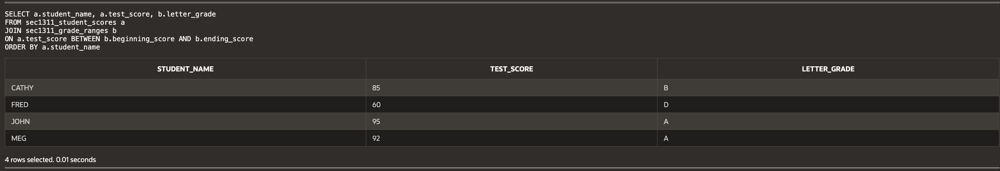 SELECT a.student_name, a.test_score, b.letter_grade
FROM sec1311_student_scores a
JOIN sec1311_grade_ranges b
ON a.test_score BETWEEN b.beginning_score AND b.ending_score
ORDER BY a.student_name
STUDENT_NAME TEST_SCORE LETTER_GRADE
CATHY 85 B
FRED 60 D
JOHN 95 A
MEG 92 A
4 rows selected. 0.01 seconds